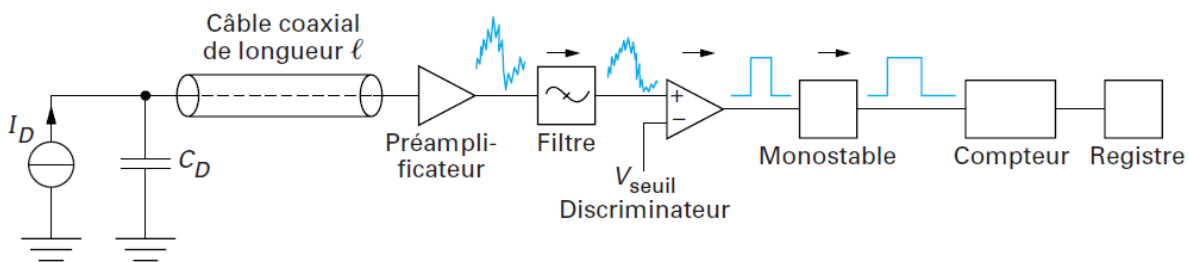 Câble coaxial
de longueur ℓ
I_D
C_D
Préampli-
ficateur
Filtre
+
−
V_seuil
Discriminateur
Monostable
Compteur
Registre